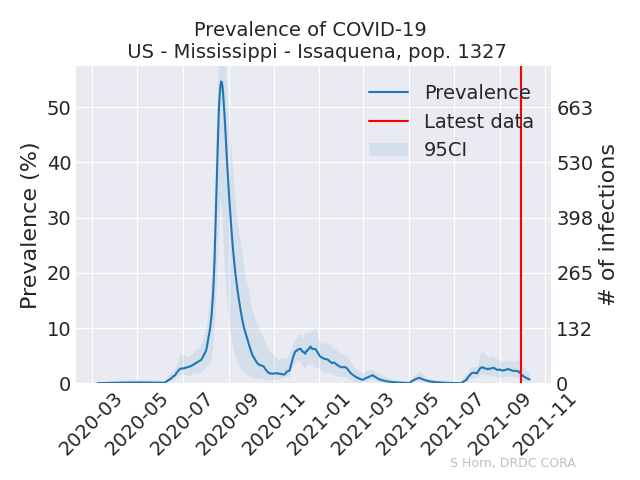 Prevalence of COVID-19
US - Mississippi - Issaquena, pop. 1327
Prevalence (%)
50
40
30
20
10
0
Prevalence
Latest data
95CI
663
530
398
265
132
0
# of infections
2020-03
2020-05
2020-07
2020-09
2020-11
2021-01
2021-03
2021-05
2021-07
2021-09
2021-11
S Horn, DRDC CORA